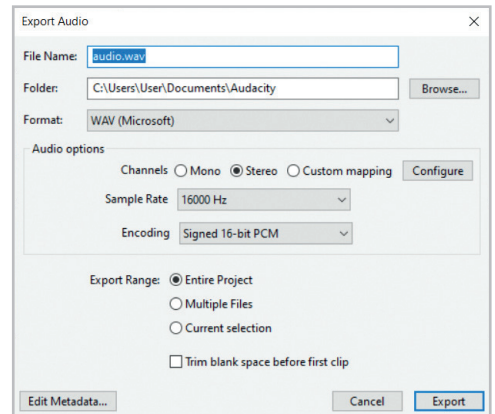 Export Audio
File Name: audio.wav
Folder: C:\Users\User\Documents\Audacity Browse...
Format: WAV (Microsoft)
Audio options
Channels Mono Stereo Custom mapping Configure
Sample Rate 16000 Hz
Encoding Signed 16-bit PCM
Export Range: Entire Project
Multiple Files
Current selection
Trim blank space before first clip
Edit Metadata... Cancel Export